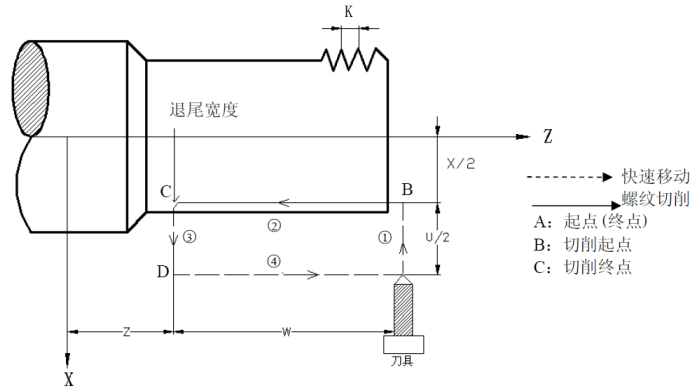 K
退尾宽度
Z
X/2
快速移动
螺纹切削
C
B
A：起点(终点)
②
③
①
U/2
B：切削起点
D
④
C：切削终点
Z
W
刀具
X